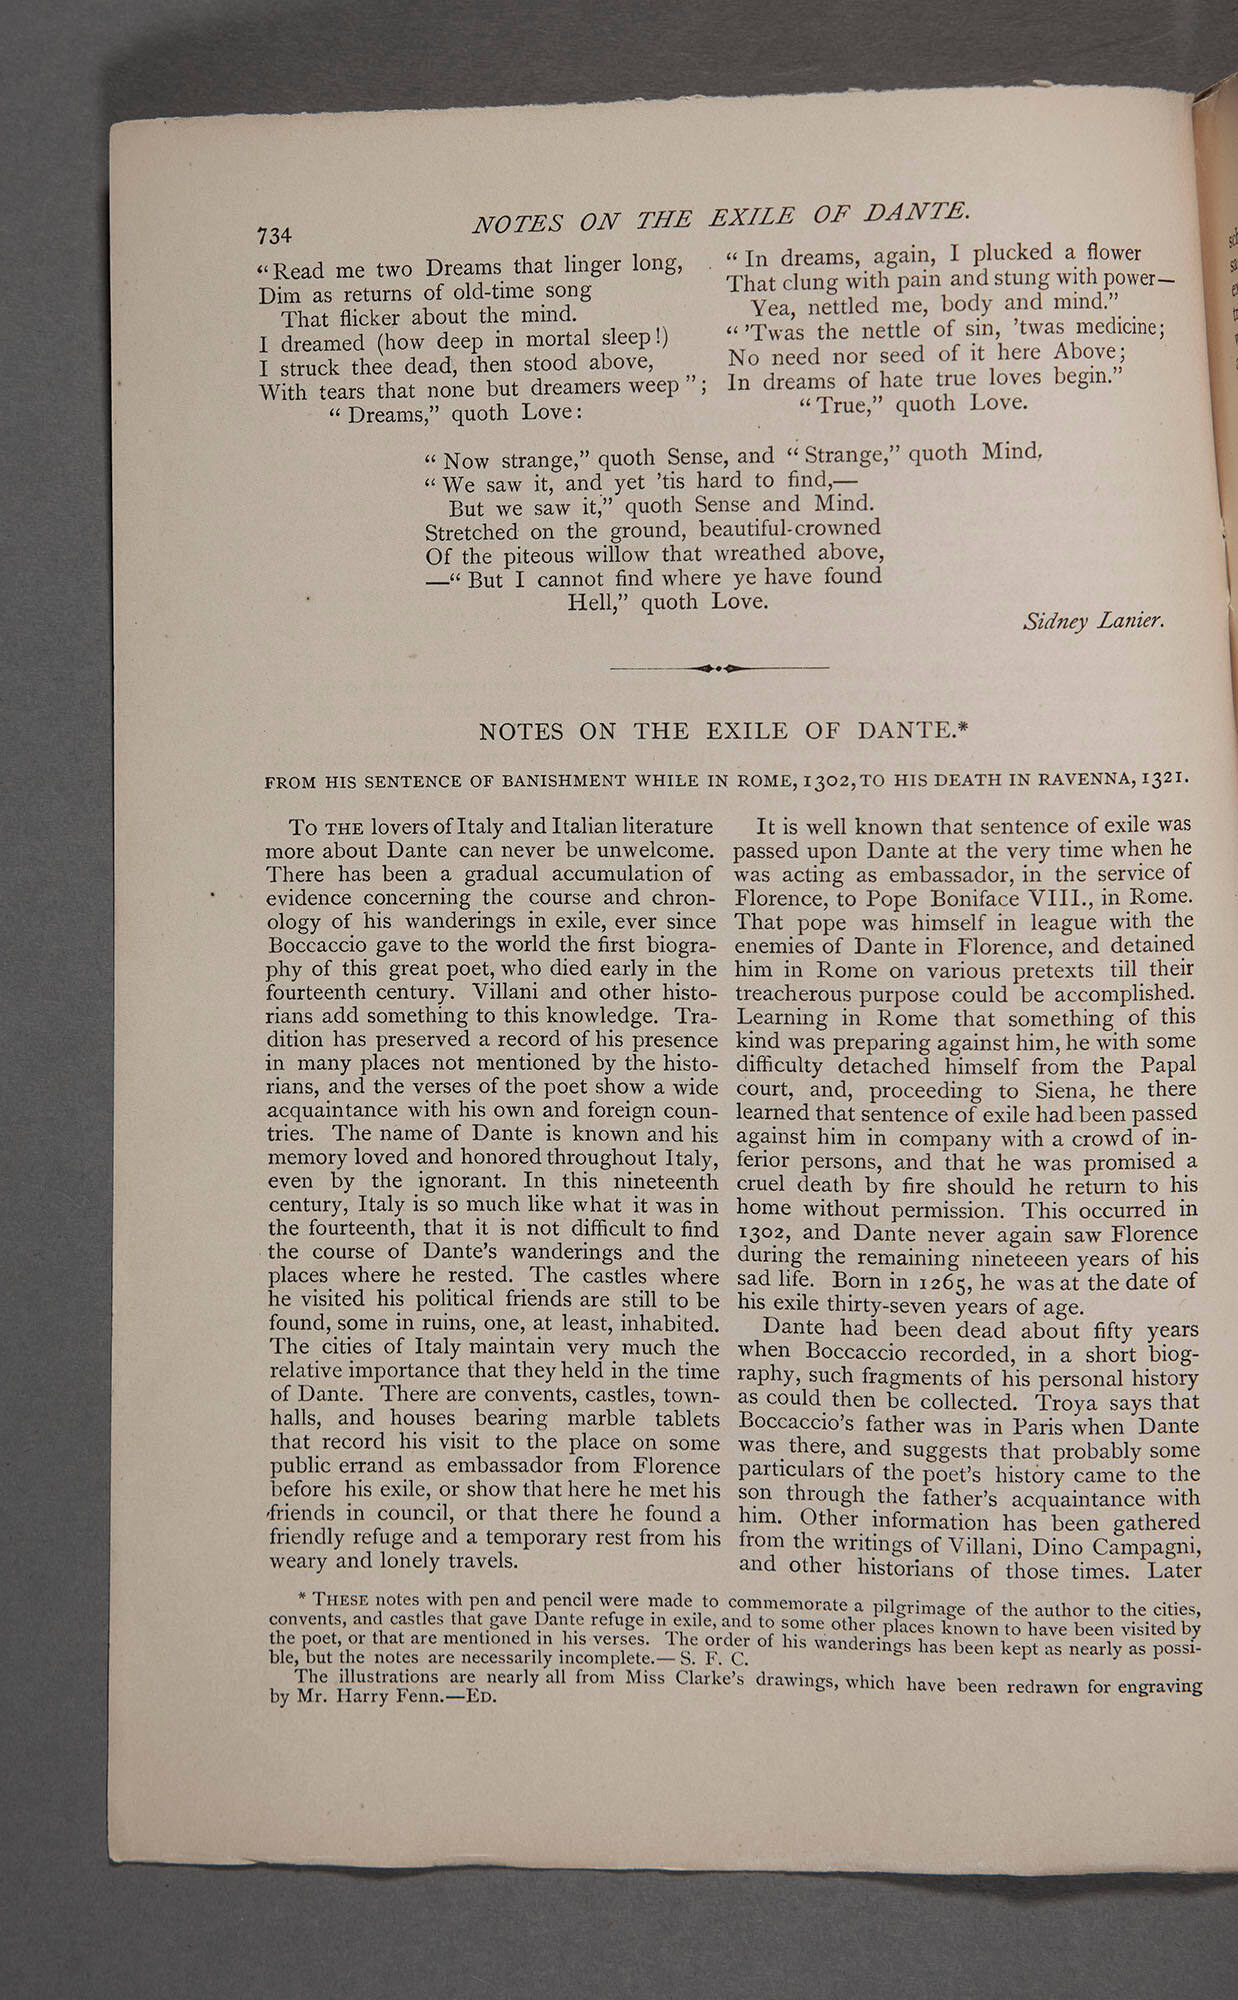 734
NOTES ON THE EXILE OF DANTE.
“Read me two Dreams that linger long,
Dim as returns of old-time song
That flicker about the mind.
I dreamed (how deep in mortal sleep!)
I struck thee dead, then stood above,
With tears that none but dreamers weep”;
“Dreams,” quoth Love:
“In dreams, again, I plucked a flower
That clung with pain and stung with power—
Yea, nettled me, body and mind.”
“’Twas the nettle of sin, ’twas medicine;
No need nor seed of it here Above;
In dreams of hate true loves begin.”
“True,” quoth Love.
“Now strange,” quoth Sense, and “Strange,” quoth Mind,
“We saw it, and yet ’tis hard to find,—
But we saw it,” quoth Sense and Mind.
Stretched on the ground, beautiful-crowned
Of the piteous willow that wreathed above,
—“But I cannot find where ye have found
Hell,” quoth Love.
Sidney Lanier.
NOTES ON THE EXILE OF DANTE.*
FROM HIS SENTENCE OF BANISHMENT WHILE IN ROME, 1302, TO HIS DEATH IN RAVENNA, 1321.
TO THE lovers of Italy and Italian literature
more about Dante can never be unwelcome.
There has been a gradual accumulation of
evidence concerning the course and chron-
ology of his wanderings in exile, ever since
Boccaccio gave to the world the first biogra-
phy of this great poet, who died early in the
fourteenth century. Villani and other histo-
rians add something to this knowledge. Tra-
dition has preserved a record of his presence
in many places not mentioned by the histo-
rians, and the verses of the poet show a wide
acquaintance with his own and foreign coun-
tries. The name of Dante is known and his
memory loved and honored throughout Italy,
even by the ignorant. In this nineteenth
century, Italy is so much like what it was in
the fourteenth, that it is not difficult to find
the course of Dante’s wanderings and the
places where he rested. The castles where
he visited his political friends are still to be
found, some in ruins, one, at least, inhabited.
The cities of Italy maintain very much the
relative importance that they held in the time
of Dante. There are convents, castles, town-
halls, and houses bearing marble tablets
that record his visit to the place on some
public errand as embassador from Florence
before his exile, or show that here he met his
friends in council, or that there he found a
friendly refuge and a temporary rest from his
weary and lonely travels.
It is well known that sentence of exile was
passed upon Dante at the very time when he
was acting as embassador, in the service of
Florence, to Pope Boniface VIII., in Rome.
That pope was himself in league with the
enemies of Dante in Florence, and detained
him in Rome on various pretexts till their
treacherous purpose could be accomplished.
Learning in Rome that something of this
kind was preparing against him, he with some
difficulty detached himself from the Papal
court, and, proceeding to Siena, he there
learned that sentence of exile had been passed
against him in company with a crowd of in-
ferior persons, and that he was promised a
cruel death by fire should he return to his
home without permission. This occurred in
1302, and Dante never again saw Florence
during the remaining nineteeen years of his
sad life. Born in 1265, he was at the date of
his exile thirty-seven years of age.
Dante had been dead about fifty years
when Boccaccio recorded, in a short biog-
raphy, such fragments of his personal history
as could then be collected. Troya says that
Boccaccio’s father was in Paris when Dante
was there, and suggests that probably some
particulars of the poet’s history came to the
son through the father’s acquaintance with
him. Other information has been gathered
from the writings of Villani, Dino Campagni,
and other historians of those times. Later
* THESE notes with pen and pencil were made to commemorate a pilgrimage of the author to the cities,
convents, and castles that gave Dante refuge in exile, and to some other places known to have been visited by
the poet, or that are mentioned in his verses. The order of his wanderings has been kept as nearly as possi-
ble, but the notes are necessarily incomplete.— S. F. C.
The illustrations are nearly all from Miss Clarke’s drawings, which have been redrawn for engraving
by Mr. Harry Fenn.—ED.